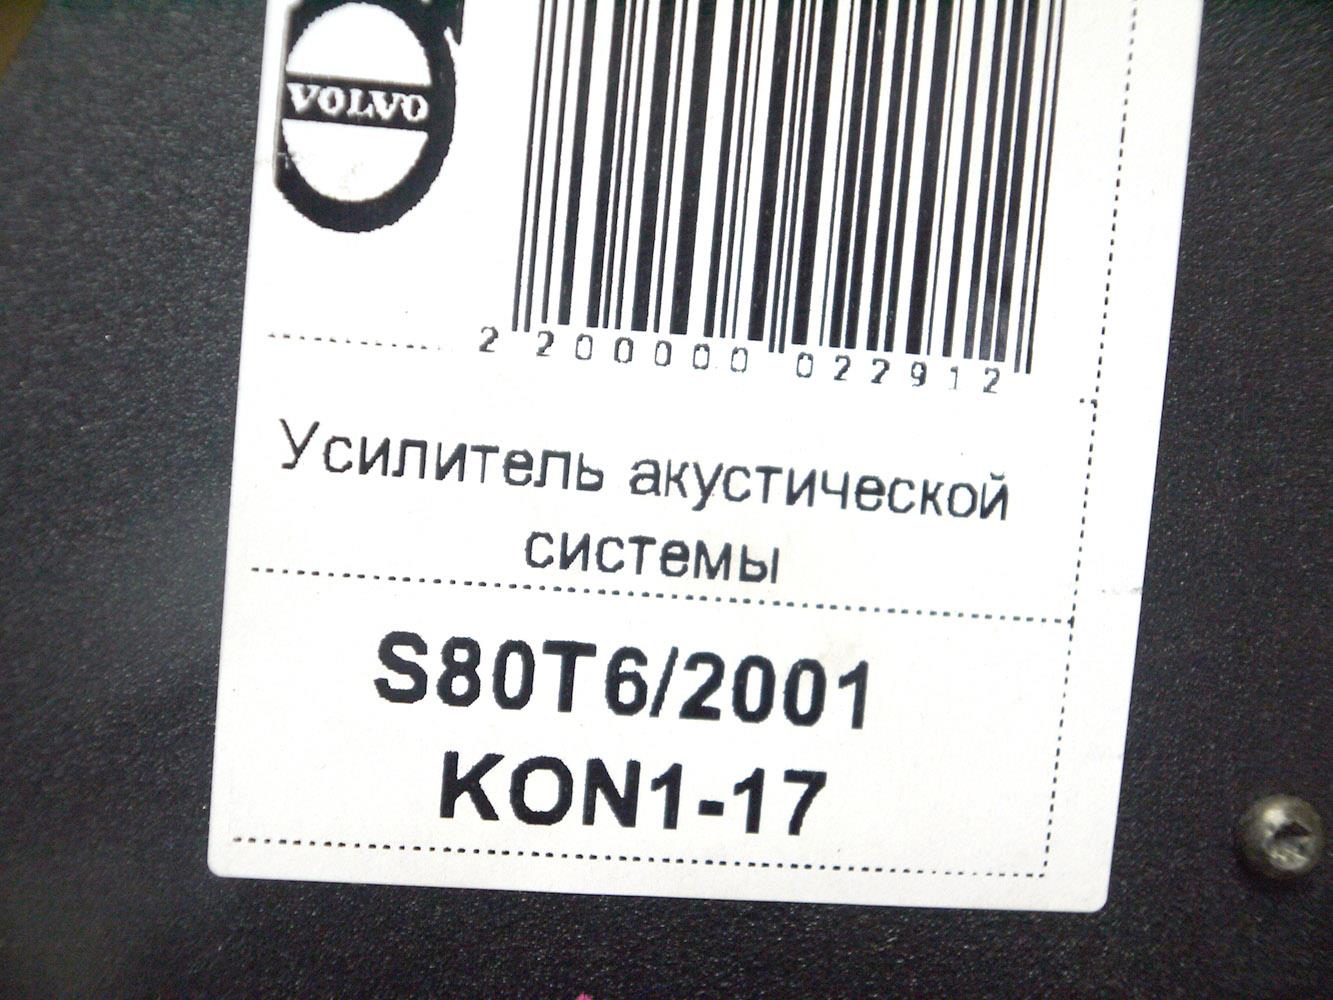 VOLVO
2 200000 022912
Усилитель акустической
системы
S80T6/2001
KON1-17